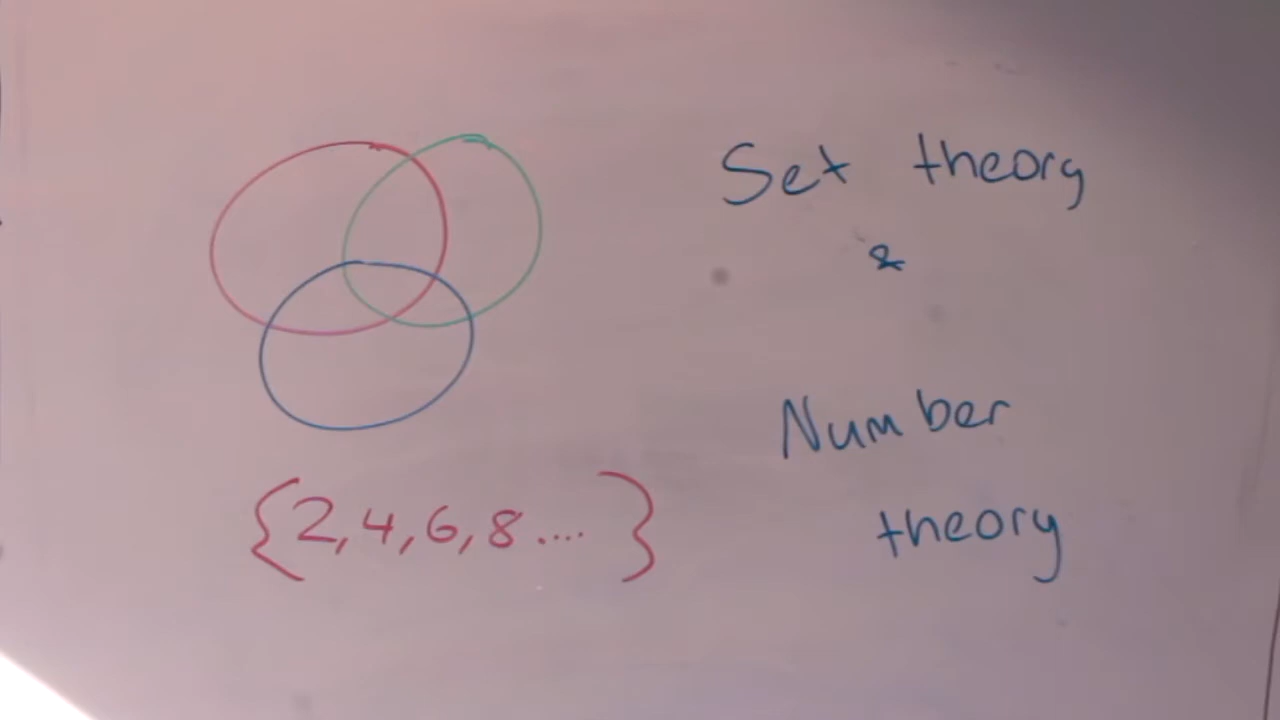 Set theory
&
Number
theory
{2,4,6,8....}